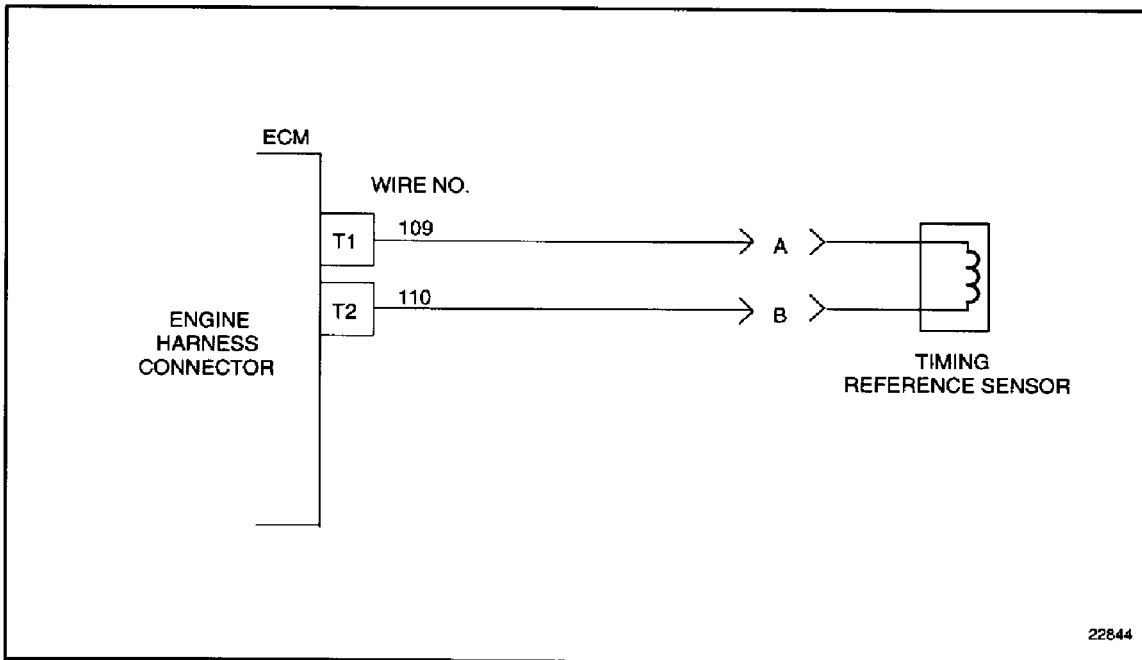 ECM
WIRE NO.
T1
109
A
T2
110
B
ENGINE
HARNESS
CONNECTOR
TIMING
REFERENCE SENSOR
22844